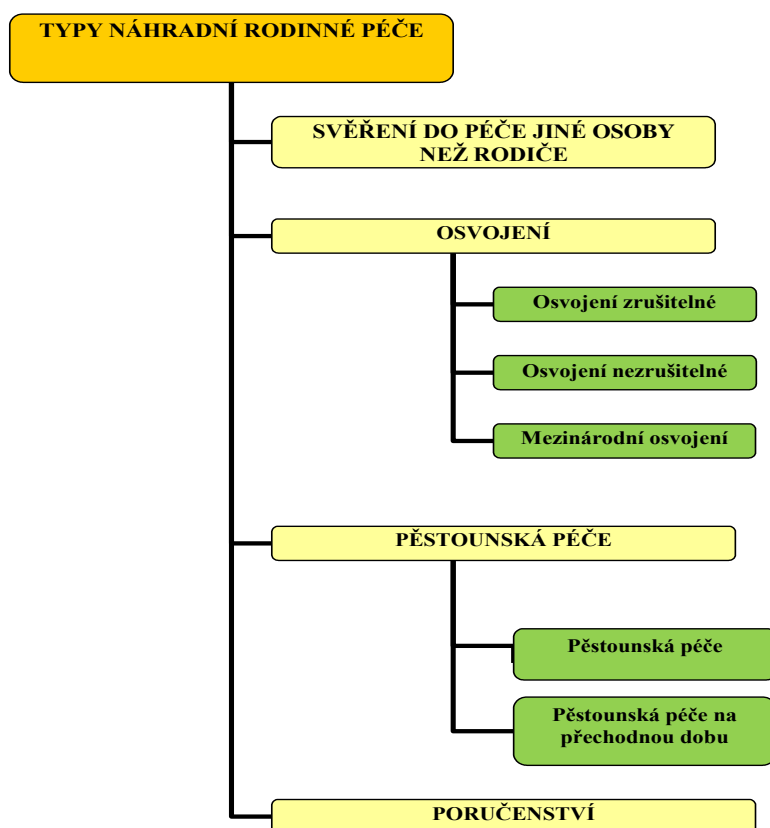 TYPY NÁHRADNÍ RODINNÉ PÉČE
SVĚŘENÍ DO PÉČE JINÉ OSOBY
NEŽ RODIČE
OSVOJENÍ
Osvojení zrušitelné
Osvojení nezrušitelné
Mezinárodní osvojení
PĚSTOUNSKÁ PÉČE
Pěstounská péče
Pěstounská péče na
přechodnou dobu
PORUČENSTVÍ